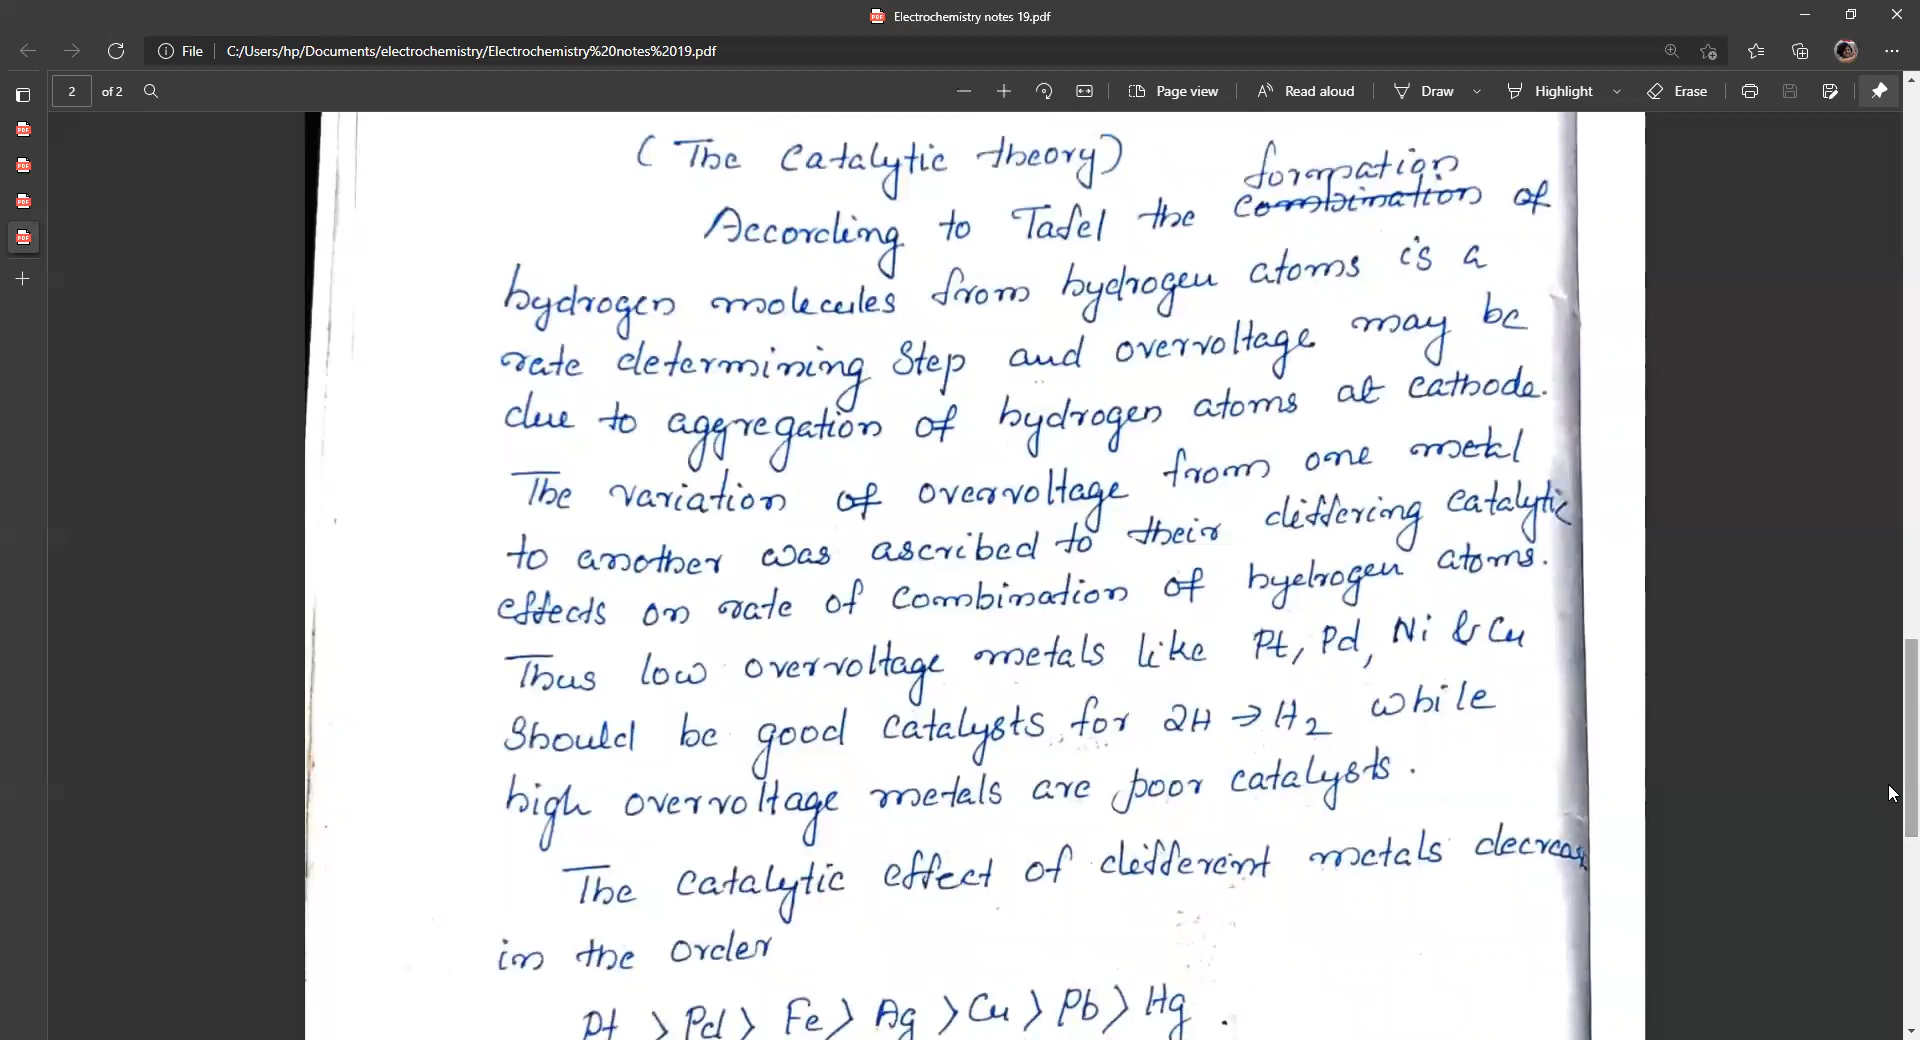 Electrochemistry notes 19.pdf
File C:/Users/hp/Documents/electrochemistry/Electrochemistry%20notes%2019.pdf
2 of 2 Page view Read aloud Draw Highlight Erase
(The Catalytic theory)
formation
According to Tafel the combination of
hydrogen molecules from hydrogen atoms is a
rate determining Step and overvoltage may be
due to aggregation of hydrogen atoms at cathode.
The variation of overvoltage from one metal
to another was ascribed to their differing catalytic
effects on rate of combination of hydrogen atoms.
Thus low overvoltage metals like Pt, Pd, Ni & Cu
Should be good catalysts for 2H → H2 while
high overvoltage metals are poor catalysts.
The catalytic effect of different metals decreas
in the order
Pt > Pd > Fe > Ag > Cu > Pb > Hg.